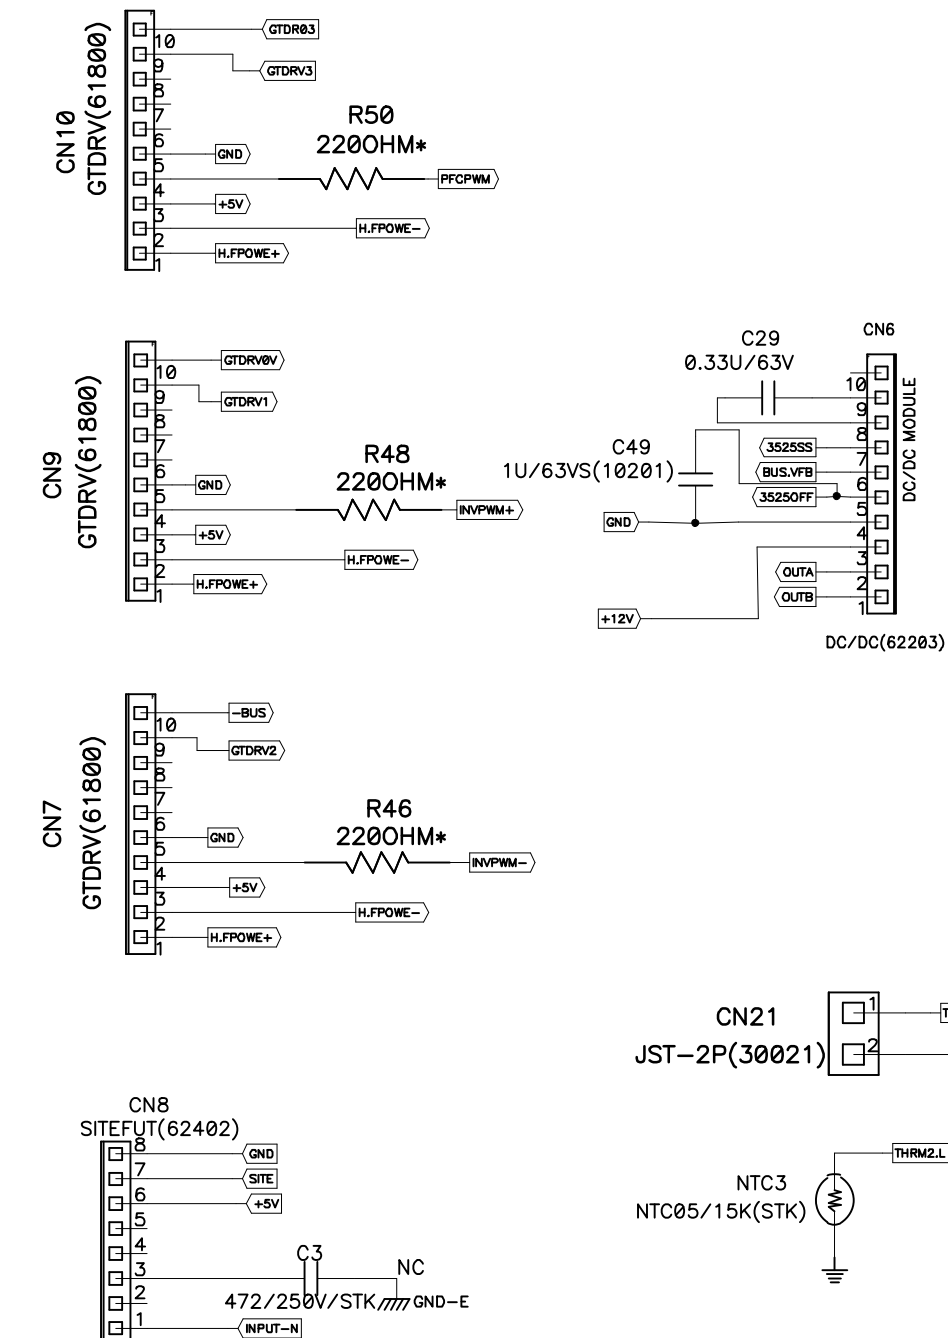 CN10
GTDRV(61800)
GTDR03
10
GTDRV3
9
8
7
6
GND
5
R50
220OHM*
PFCPWM
4
+5V
3
H.FPOWE-
2
H.FPOWE+
1
CN9
GTDRV(61800)
GTDRV0V
10
GTDRV1
9
8
7
6
GND
5
R48
220OHM*
INVPWM+
4
+5V
3
H.FPOWE-
2
H.FPOWE+
1
CN6
C29
0.33U/63V
10
9
8
C49
1U/63VS(10201)
3525SS
7
BUS.VFB
6
3525OFF
5
GND
4
3
OUTA
2
OUTB
1
+12V
DC/DC MODULE
DC/DC(62203)
CN7
GTDRV(61800)
-BUS
10
GTDRV2
9
8
7
6
GND
5
R46
220OHM*
INVPWM-
4
+5V
3
H.FPOWE-
2
H.FPOWE+
1
CN21
JST-2P(30021)
1
T
2
CN8
SITEFUT(62402)
8
GND
7
SITE
6
+5V
5
4
3
C3
NC
472/250V/STK
GND-E
2
1
INPUT-N
THRM2.L
NTC3
NTC05/15K(STK)